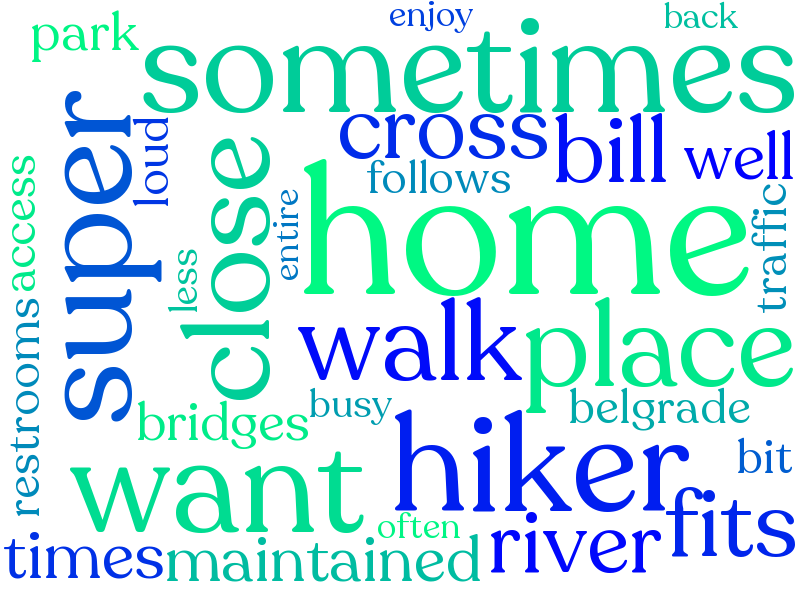 enjoy
back
park
sometimes
cross
bill
well
loud
super
close
follows
home
access
entire
traffic
less
walk
place
restrooms
bridges
busy
belgrade
hiker
want
bit
often
fits
river
times
maintained